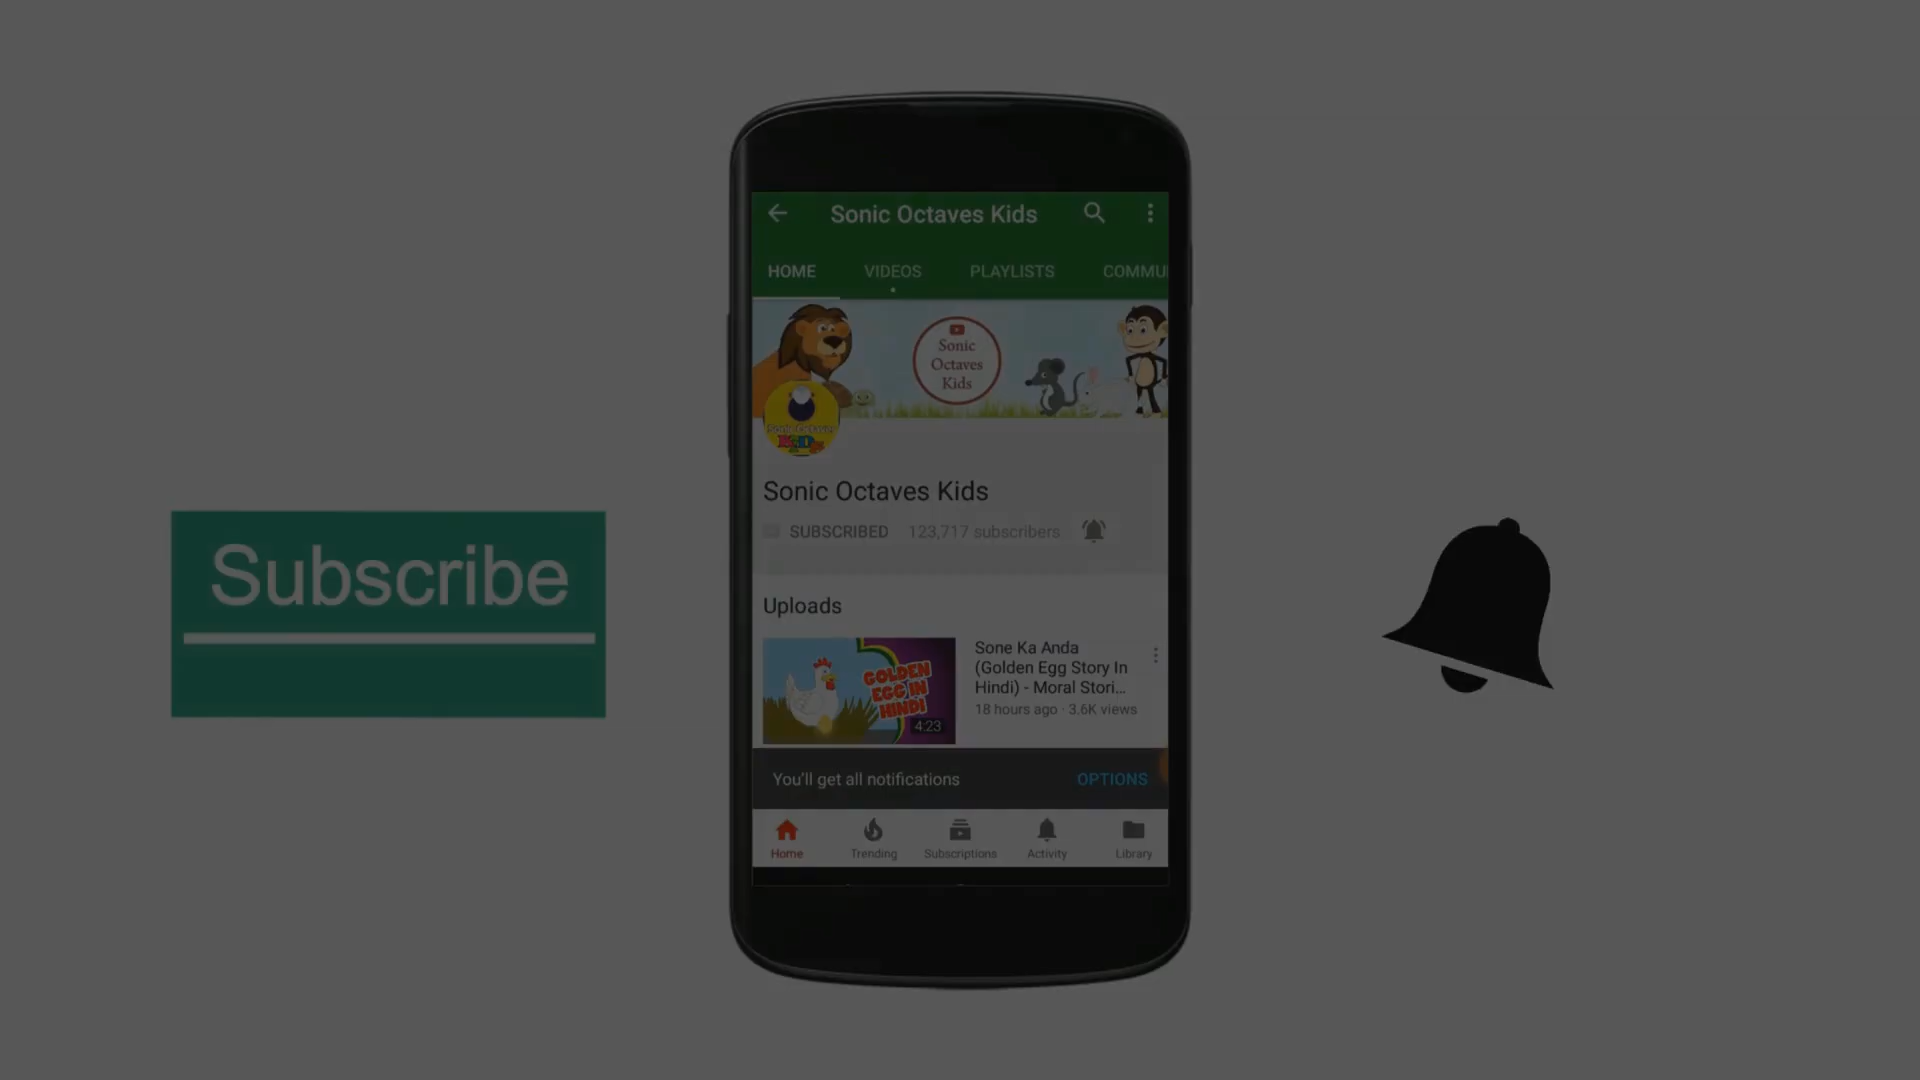 Sonic Octaves Kids
HOME VIDEOS PLAYLISTS COMMU
Sonic
Octaves
Kids
Sonic Octaves Kids
SUBSCRIBED 123,717 subscribers
Subscribe
Uploads
GOLDEN
EGG IN
HINDI
4:23
Sone Ka Anda
(Golden Egg Story In
Hindi) - Moral Stori...
18 hours ago · 3.6K views
You'll get all notifications OPTIONS
Home Trending Subscriptions Activity Library